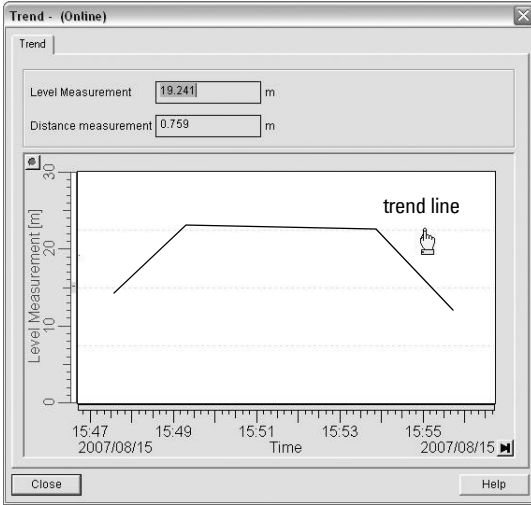 Trend - (Online)
Trend
Level Measurement 19.241 m
Distance measurement 0.759 m
trend line
Level Measurement [m]
30
20
10
0
15:47 15:49 15:51 15:53 15:55
2007/08/15 Time 2007/08/15
Close Help